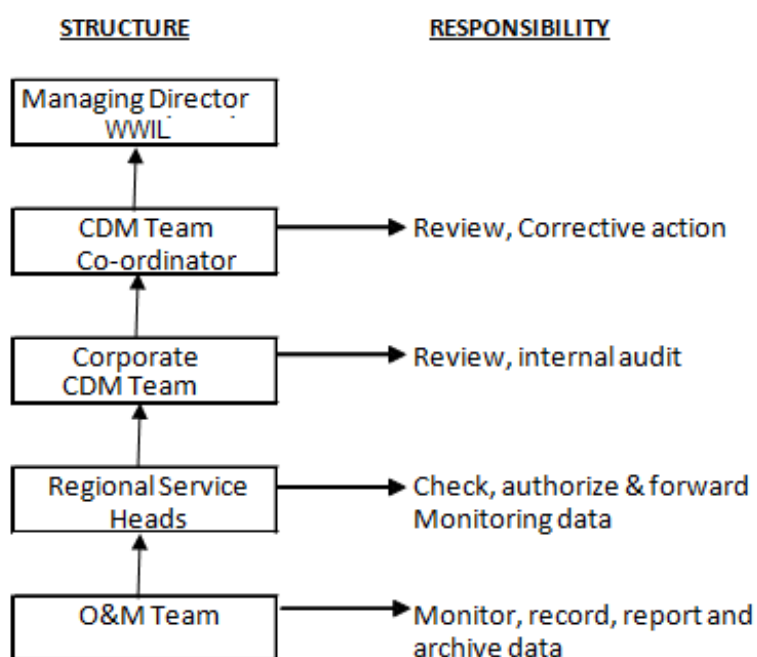 STRUCTURE RESPONSIBILITY
Managing Director
WWIL
CDM Team
Co-ordinator
Review, Corrective action
Corporate
CDM Team
Review, internal audit
Regional Service
Heads
Check, authorize & forward
Monitoring data
O&M Team
Monitor, record, report and
archive data